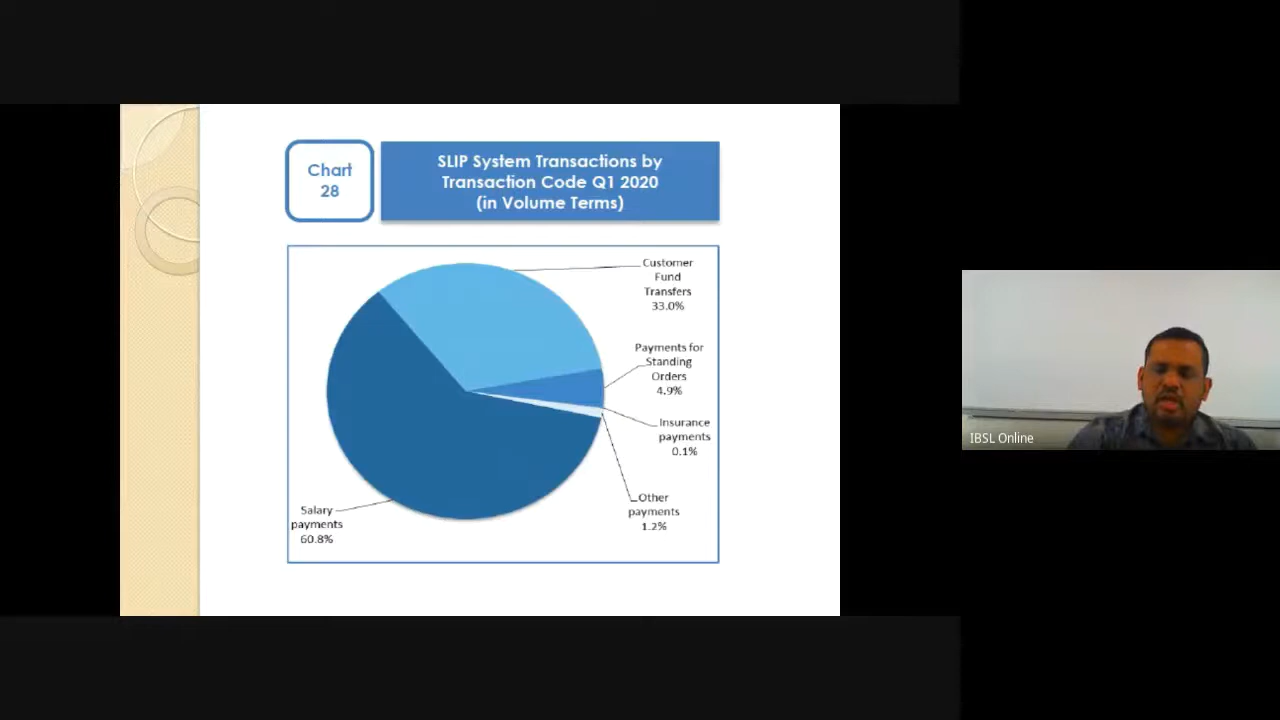 Chart
28
SLIP System Transactions by
Transaction Code Q1 2020
(in Volume Terms)
Customer
Fund
Transfers
33.0%
Payments for
Standing
Orders
4.9%
Insurance
payments
0.1%
Other
payments
1.2%
Salary
payments
60.8%
IBSL Online